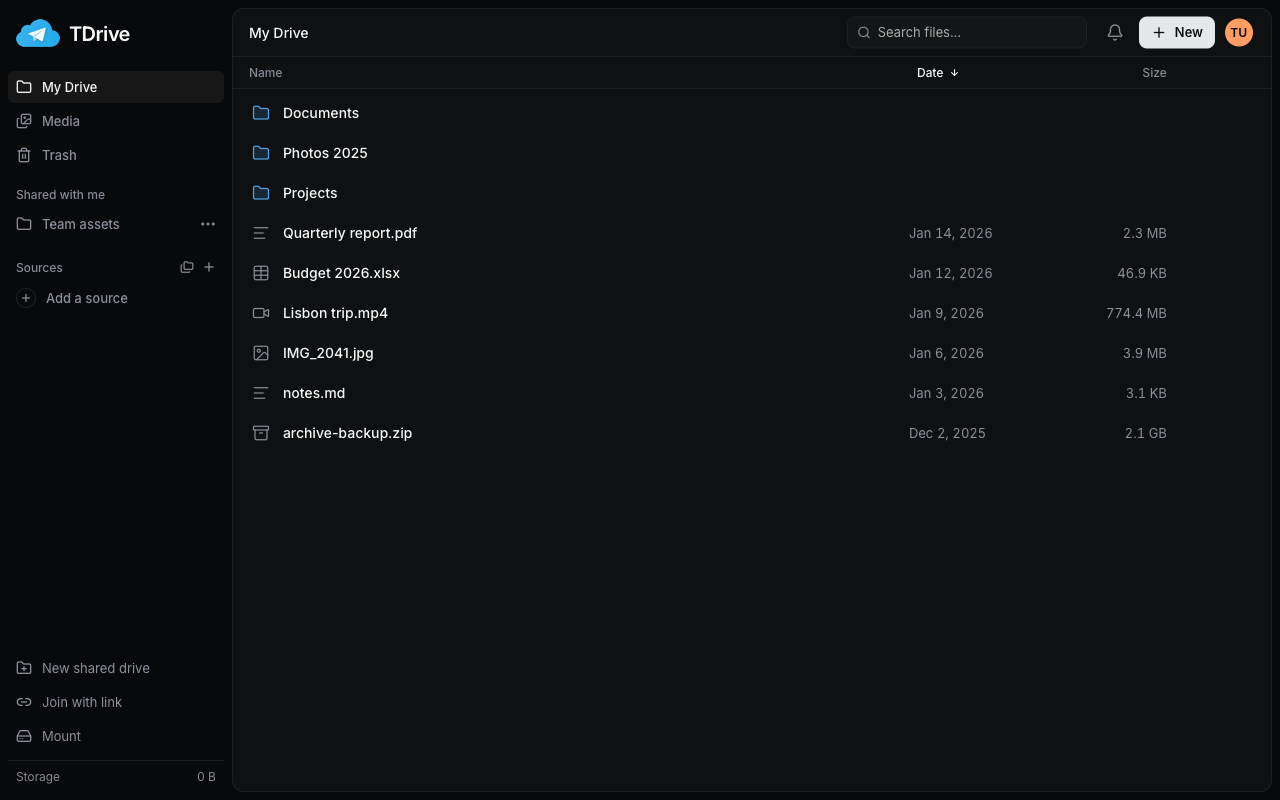 TDrive
My Drive
Media
Trash
Shared with me
Team assets
Sources
Add a source
New shared drive
Join with link
Mount
Storage 0 B
My Drive Search files... New TU
Name Date Size
Documents
Photos 2025
Projects
Quarterly report.pdf Jan 14, 2026 2.3 MB
Budget 2026.xlsx Jan 12, 2026 46.9 KB
Lisbon trip.mp4 Jan 9, 2026 774.4 MB
IMG_2041.jpg Jan 6, 2026 3.9 MB
notes.md Jan 3, 2026 3.1 KB
archive-backup.zip Dec 2, 2025 2.1 GB